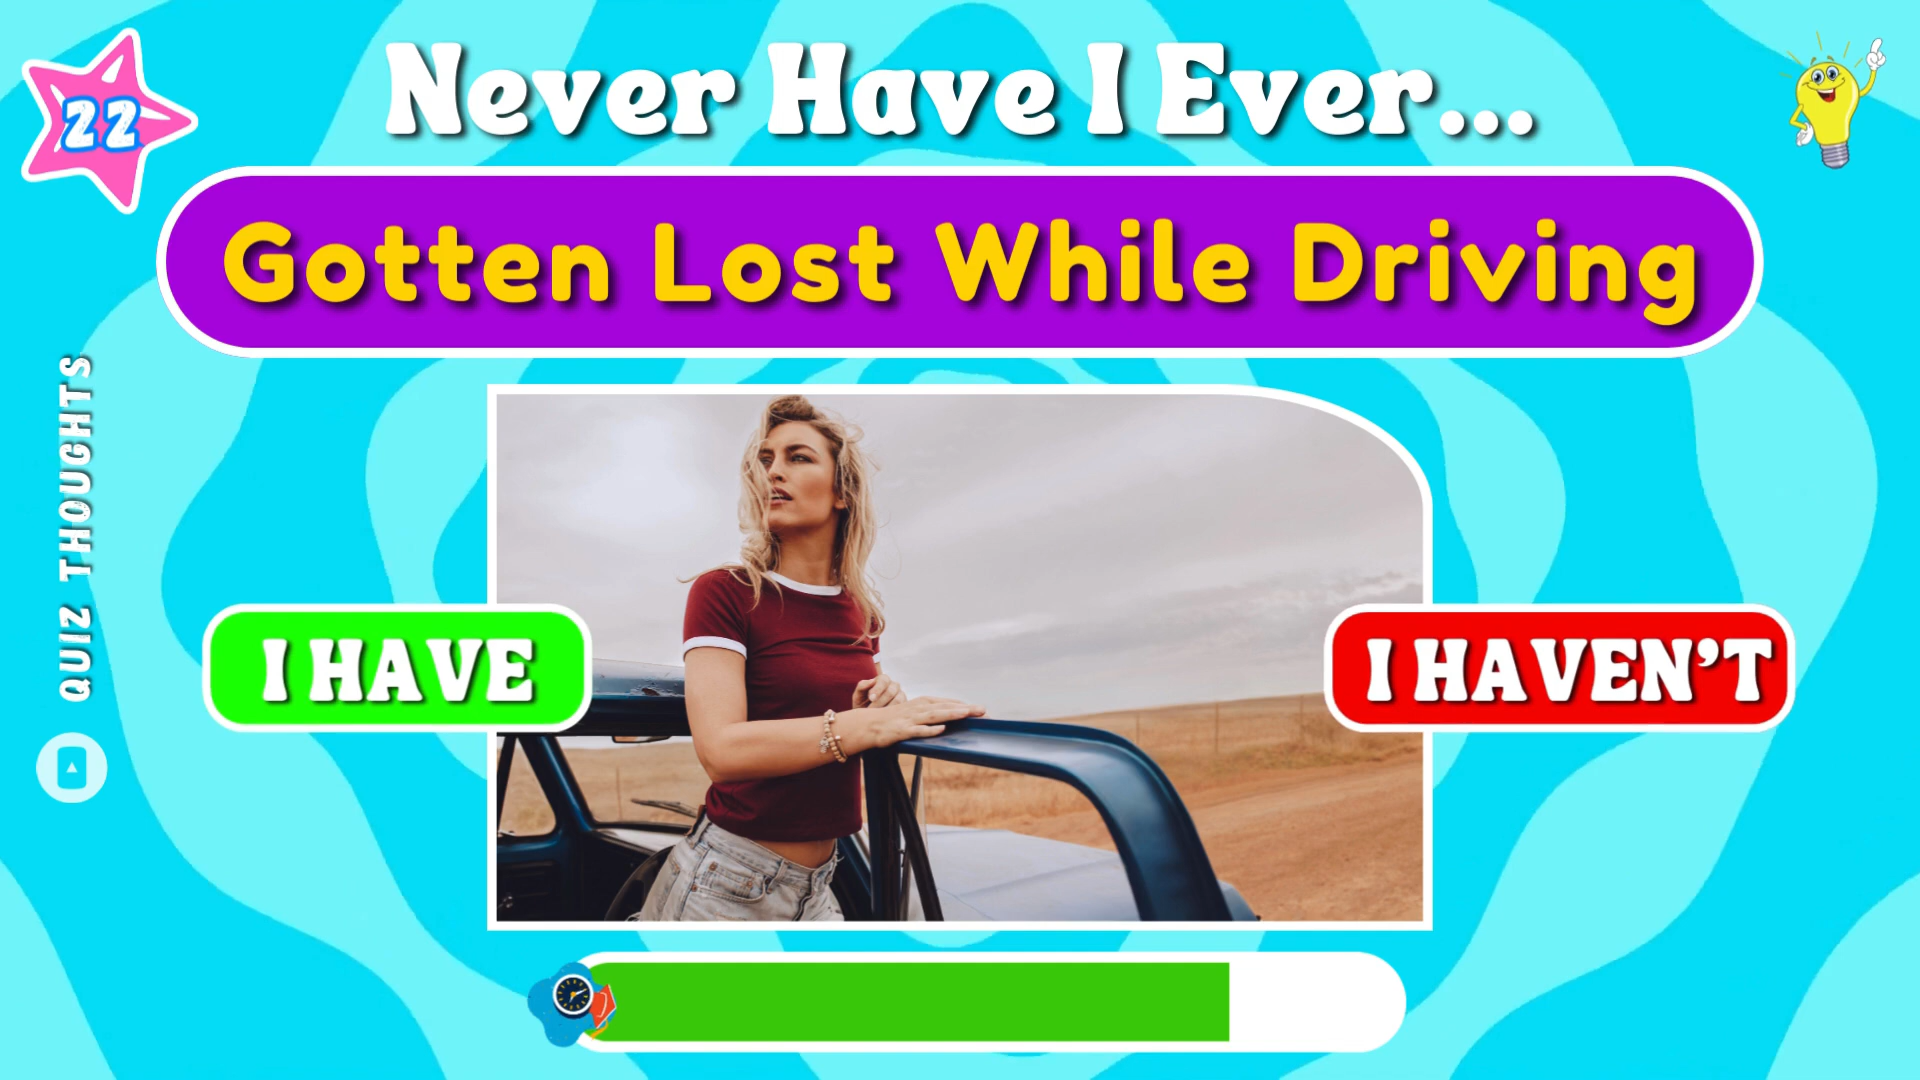 22
Never Have I Ever...
Gotten Lost While Driving
QUIZ THOUGHTS
I HAVE
I HAVEN'T